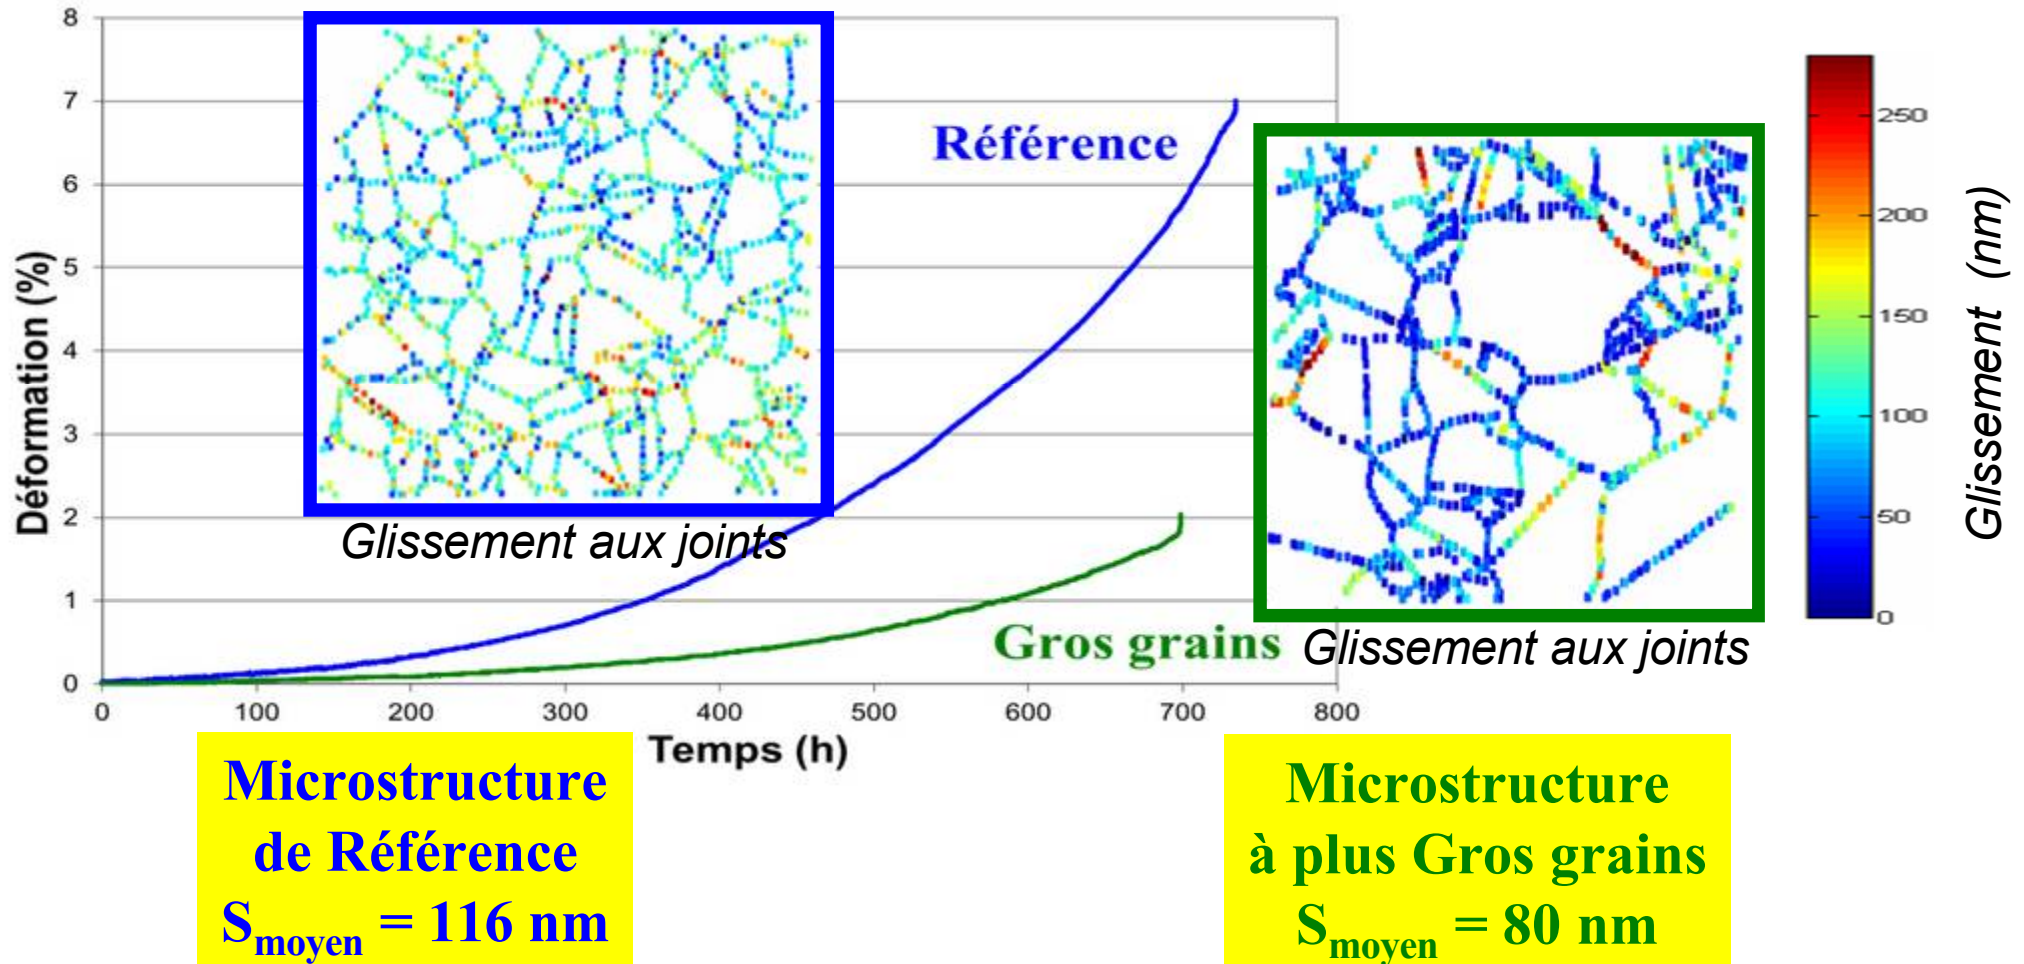 8
7
6
5
4
3
2
1
0
Déformation (%)
0 100 200 300 400 500 600 700 800
Temps (h)
Référence
Gros grains
Glissement aux joints
Glissement aux joints
250
200
150
100
50
0
Glissement (nm)
Microstructure
de Référence
Smoyen = 116 nm
Microstructure
à plus Gros grains
Smoyen = 80 nm